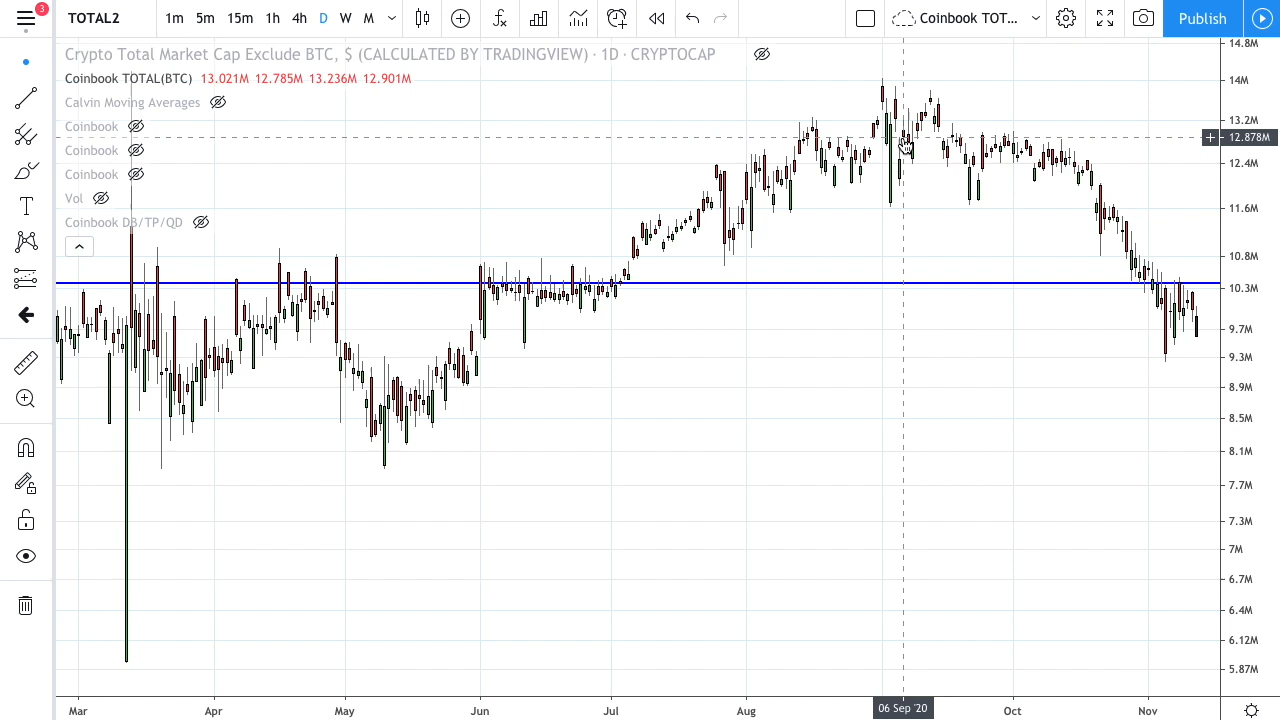 3
TOTAL2 1m 5m 15m 1h 4h D W M Coinbook TOT... Publish
Crypto Total Market Cap Exclude BTC, $ (CALCULATED BY TRADINGVIEW) · 1D · CRYPTOCAP
Coinbook TOTAL(BTC) 13.021M 12.785M 13.236M 12.901M
Calvin Moving Averages
Coinbook
Coinbook
Coinbook
Vol
Coinbook DB/TP/QD
14.8M
14M
13.2M
12.878M
12.4M
11.6M
10.8M
10.3M
9.7M
9.3M
8.9M
8.5M
8.1M
7.7M
7.3M
7M
6.7M
6.4M
6.12M
5.87M
Mar Apr May Jun Jul Aug 06 Sep '20 Oct Nov